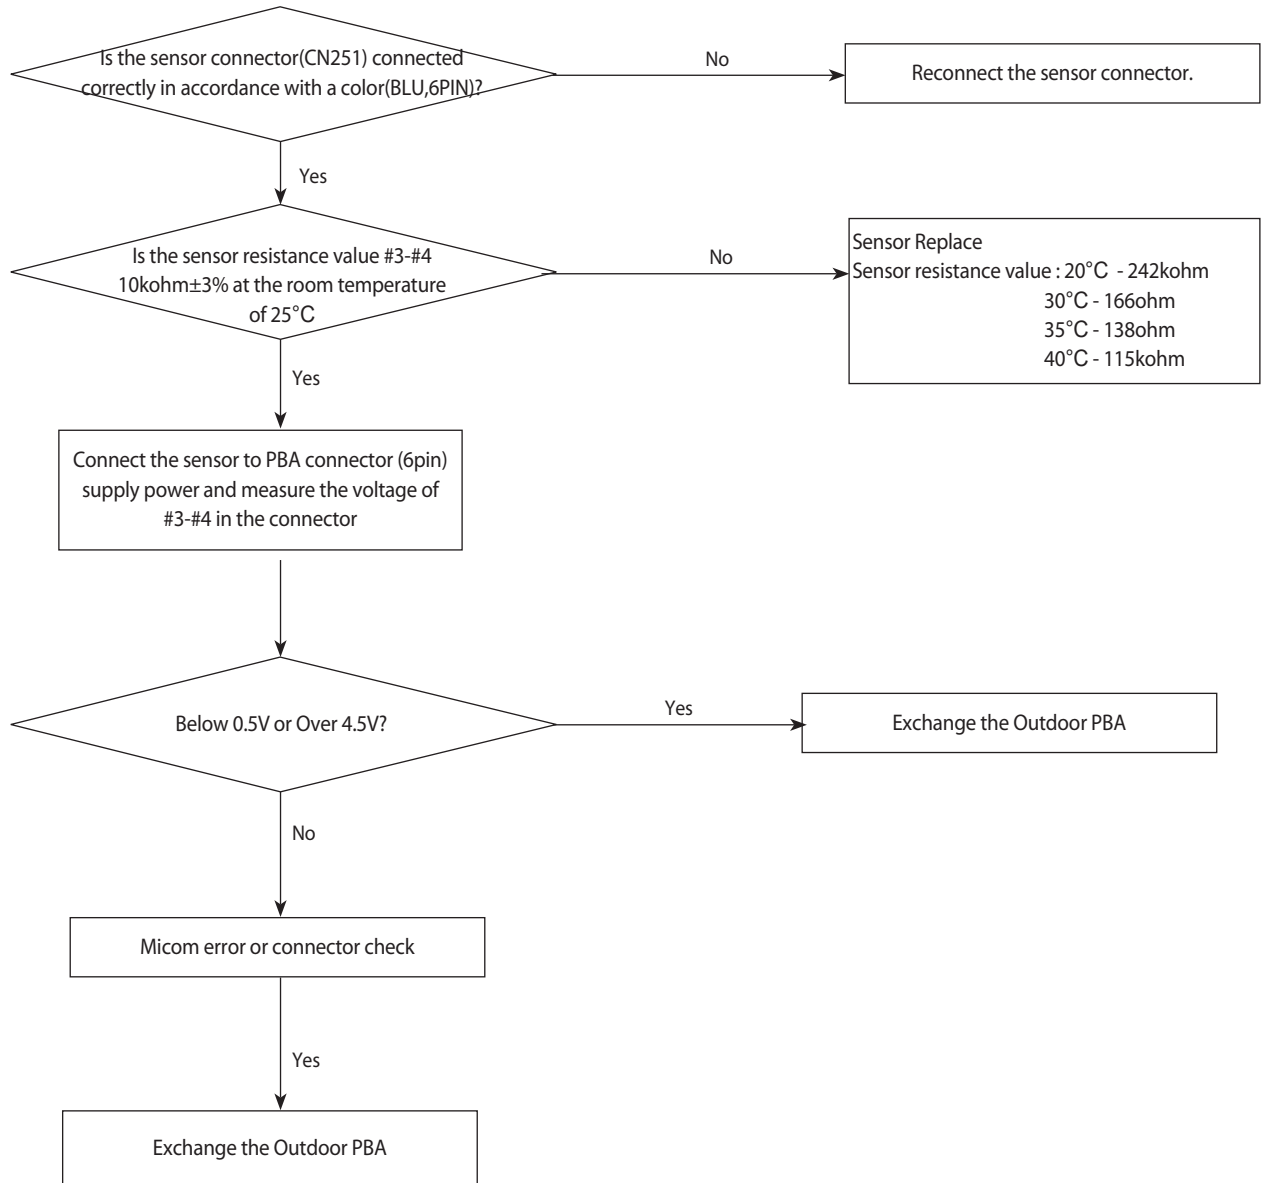 Is the sensor connector(CN251) connected
correctly in accordance with a color(BLU,6PIN)?
No
Reconnect the sensor connector.
Yes
Is the sensor resistance value #3-#4
10kohm±3% at the room temperature
of 25°C
No
Sensor Replace
Sensor resistance value : 20°C - 242kohm
30°C - 166ohm
35°C - 138ohm
40°C - 115kohm
Yes
Connect the sensor to PBA connector (6pin)
supply power and measure the voltage of
#3-#4 in the connector
Below 0.5V or Over 4.5V?
Yes
Exchange the Outdoor PBA
No
Micom error or connector check
Yes
Exchange the Outdoor PBA